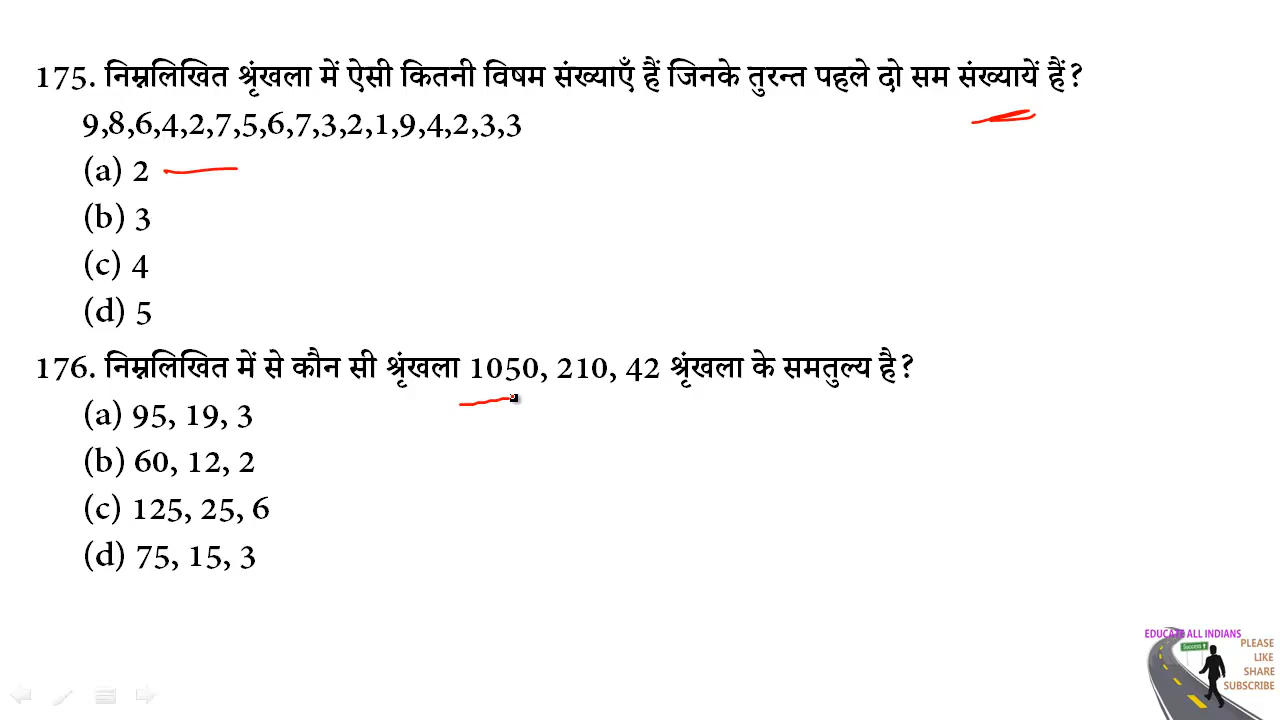 175. निम्नलिखित श्रृंखला में ऐसी कितनी विषम संख्याएँ हैं जिनके तुरन्त पहले दो सम संख्यायें हैं?
9,8,6,4,2,7,5,6,7,3,2,1,9,4,2,3,3
(a) 2
(b) 3
(c) 4
(d) 5
176. निम्नलिखित में से कौन सी श्रृंखला 1050, 210, 42 श्रृंखला के समतुल्य है?
(a) 95, 19, 3
(b) 60, 12, 2
(c) 125, 25, 6
(d) 75, 15, 3
EDUCATE ALL INDIANS
Success
PLEASE
LIKE
SHARE
SUBSCRIBE